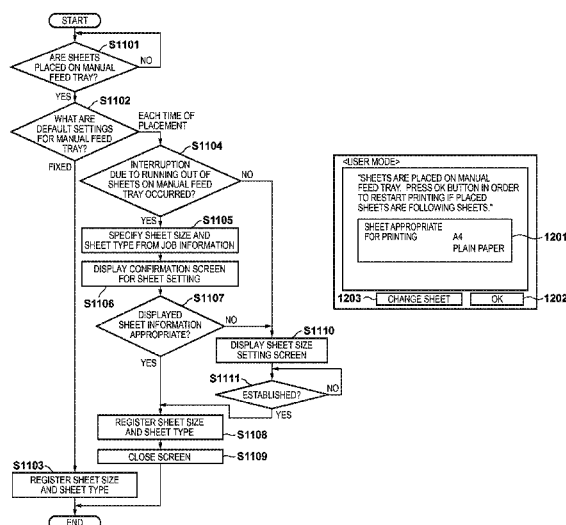 START
S1101
ARE SHEETS
PLACED ON MANUAL
FEED TRAY?
NO
YES
S1102
WHAT ARE
DEFAULT SETTINGS
FOR MANUAL FEED
TRAY?
EACH TIME OF
PLACEMENT
FIXED
S1104
INTERRUPTION
DUE TO RUNNING OUT OF
SHEETS ON MANUAL FEED
TRAY OCCURRED?
NO
YES
S1105
SPECIFY SHEET SIZE AND
SHEET TYPE FROM JOB INFORMATION
DISPLAY CONFIRMATION SCREEN
FOR SHEET SETTING
S1106
S1107
DISPLAYED
SHEET INFORMATION
APPROPRIATE?
NO
YES
S1110
DISPLAY SHEET SIZE
SETTING SCREEN
S1111
ESTABLISHED?
NO
YES
REGISTER SHEET SIZE
AND SHEET TYPE
S1108
CLOSE SCREEN
S1109
S1103
REGISTER SHEET SIZE
AND SHEET TYPE
END
<USER MODE>
"SHEETS ARE PLACED ON MANUAL
FEED TRAY. PRESS OK BUTTON IN ORDER
TO RESTART PRINTING IF PLACED
SHEETS ARE FOLLOWING SHEETS."
SHEET APPROPRIATE
FOR PRINTING A4
PLAIN PAPER
1201
1203
CHANGE SHEET
OK
1202